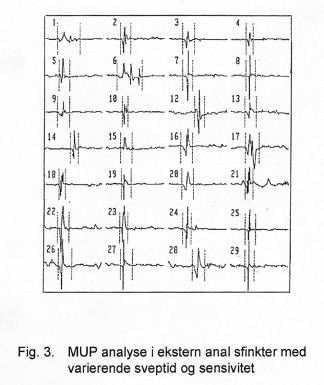 1 2 3 4
5 6 7 8
9 10 12 13
14 15 16 17
18 19 20 21
22 23 24 25
26 27 28 29
Fig. 3. MUP analyse i ekstern anal sfinkter med
varierende sveptid og sensivitet